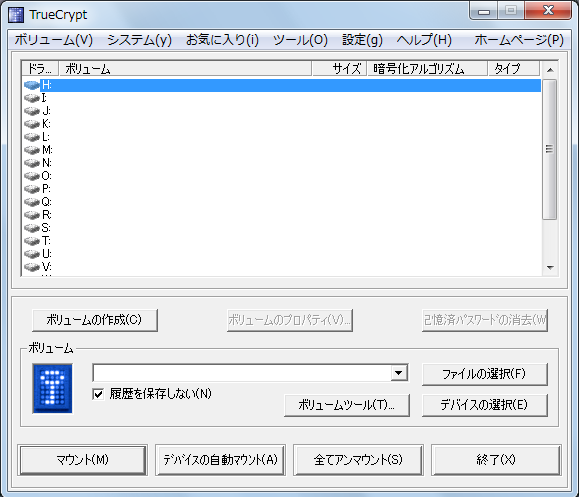 TrueCrypt
ボリューム(V) システム(y) お気に入り(i) ツール(O) 設定(g) ヘルプ(H) ホームページ(P)
ドラ... ボリューム サイズ 暗号化アルゴリズム タイプ
H:
I:
J:
K:
L:
M:
N:
O:
P:
Q:
R:
S:
T:
U:
V:
ボリュームの作成(C) ボリュームのプロパティ(V)... 記憶済パスワードの消去(W
ボリューム
ファイルの選択(F)
履歴を保存しない(N)
ボリュームツール(T)... デバイスの選択(E)
マウント(M) デバイスの自動マウント(A) 全てアンマウント(S) 終了(X)